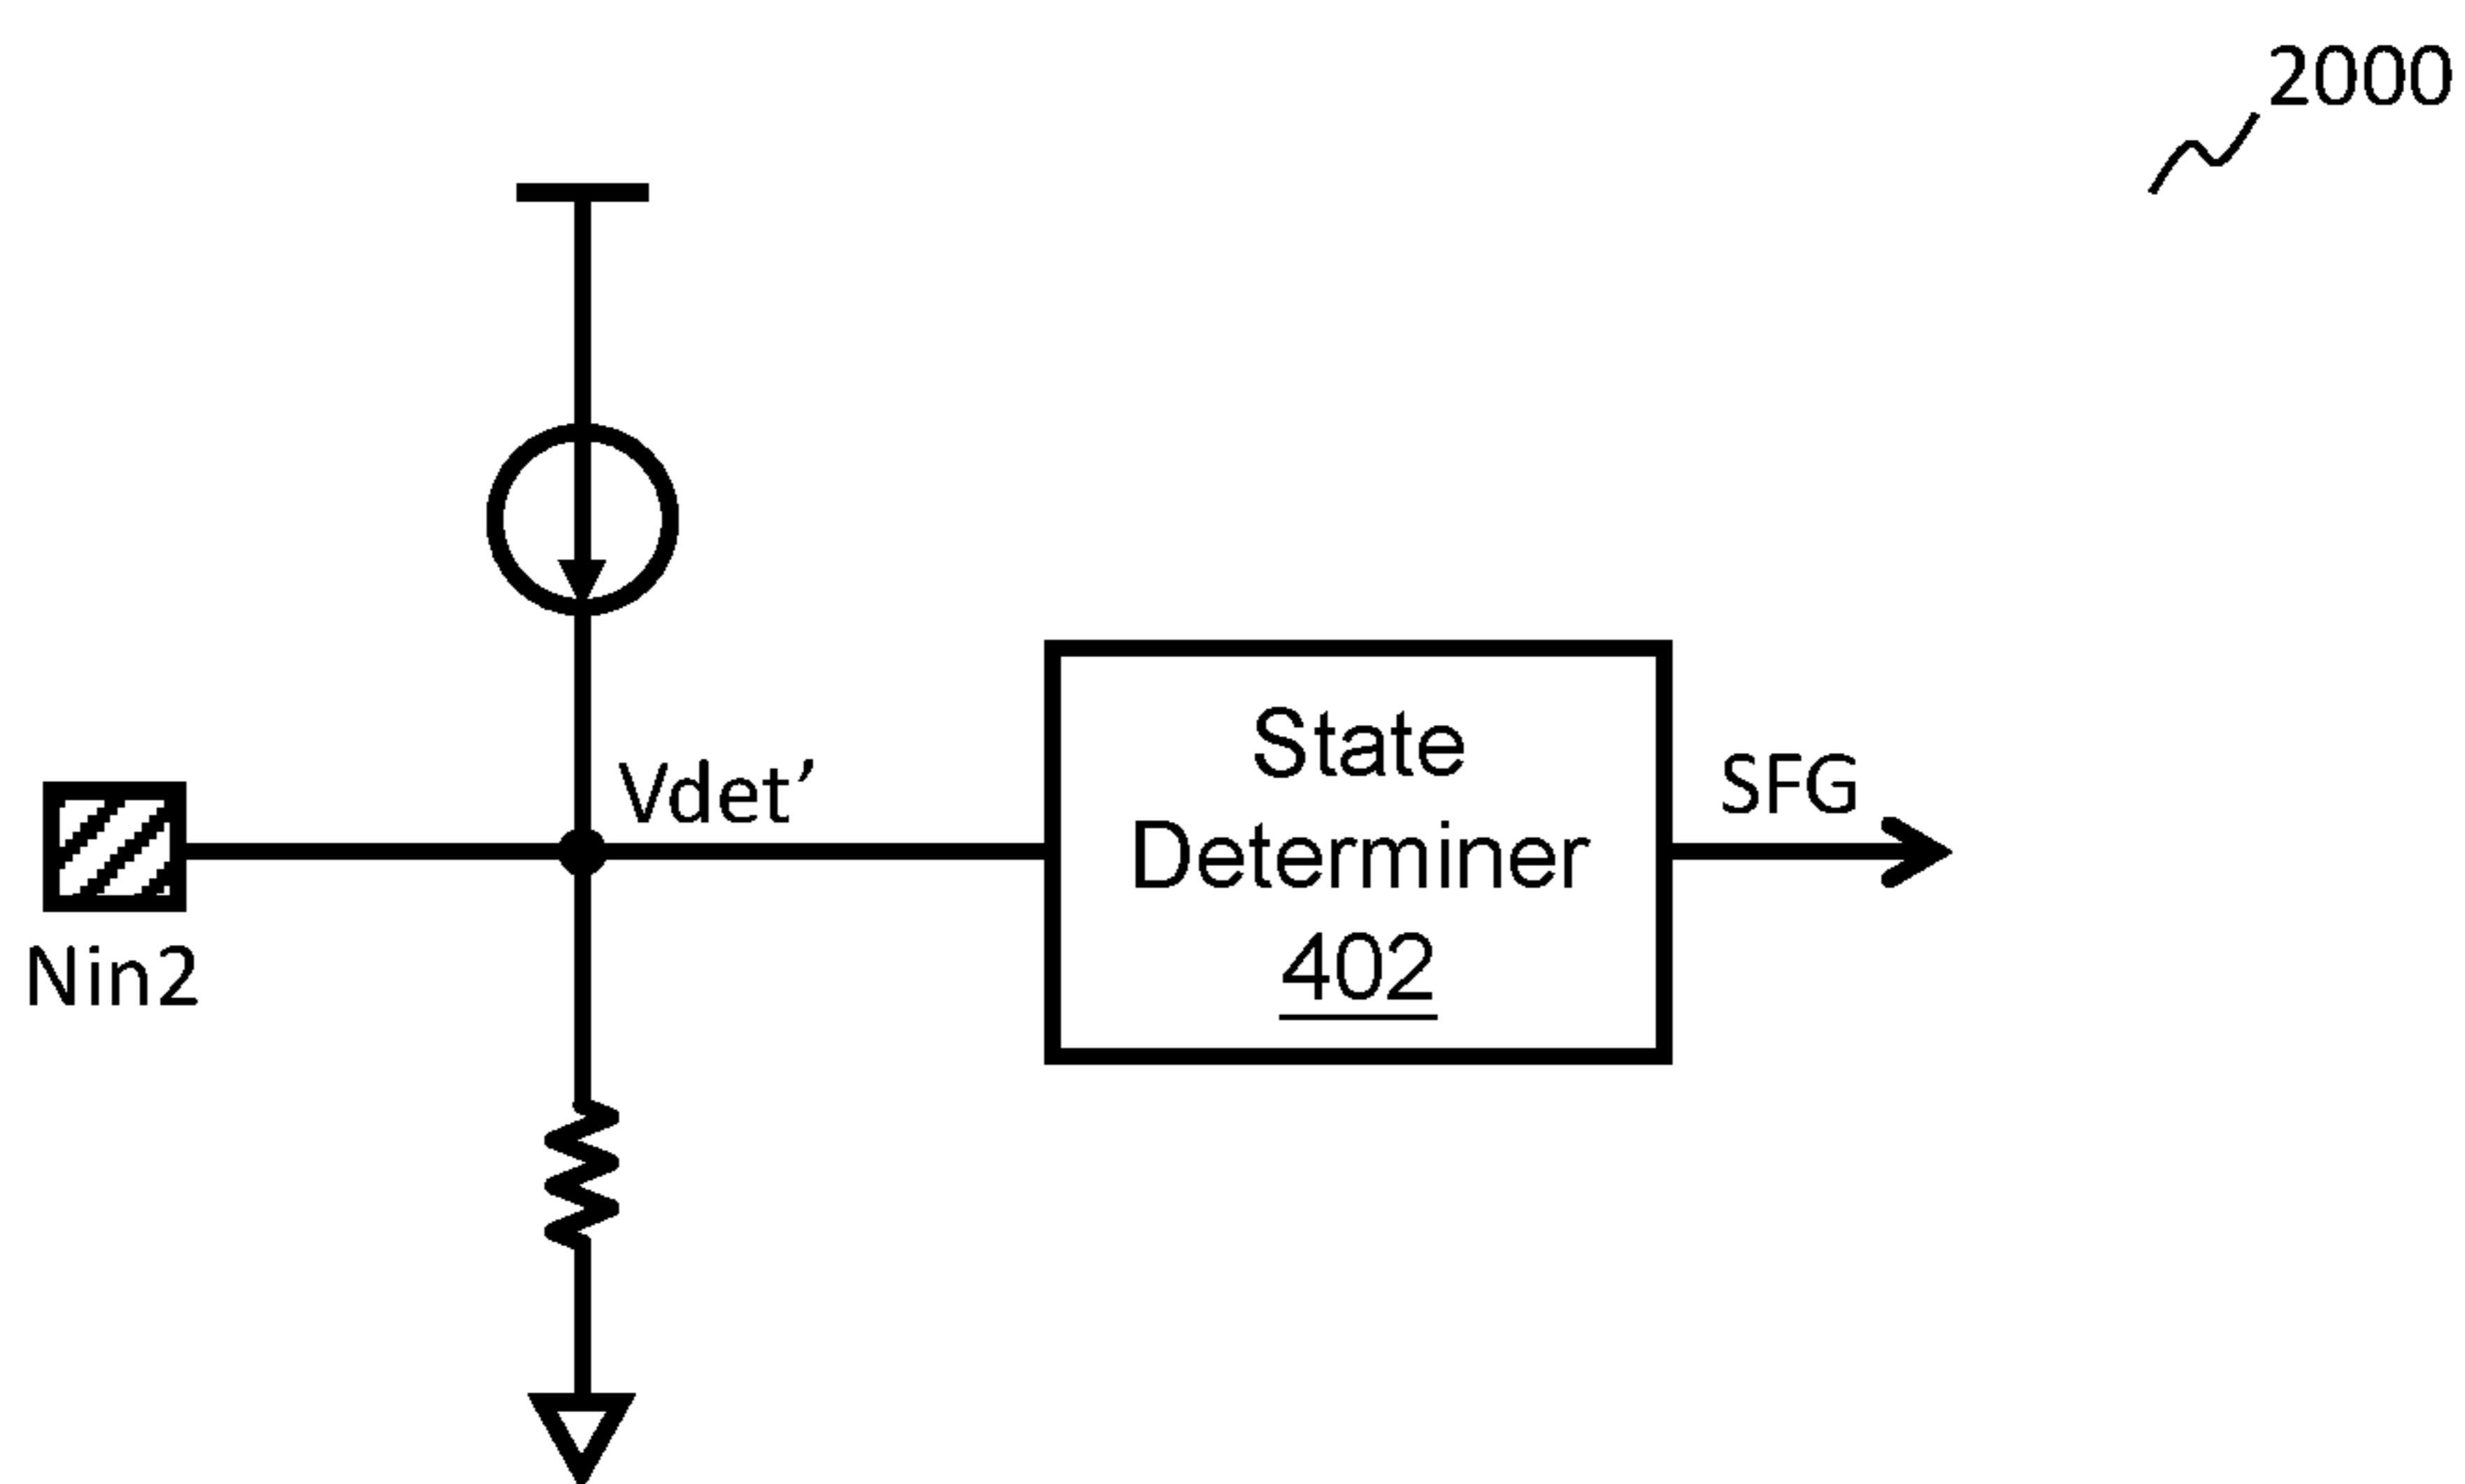 2000
Vdet’
State
Determiner
402
SFG
Nin2